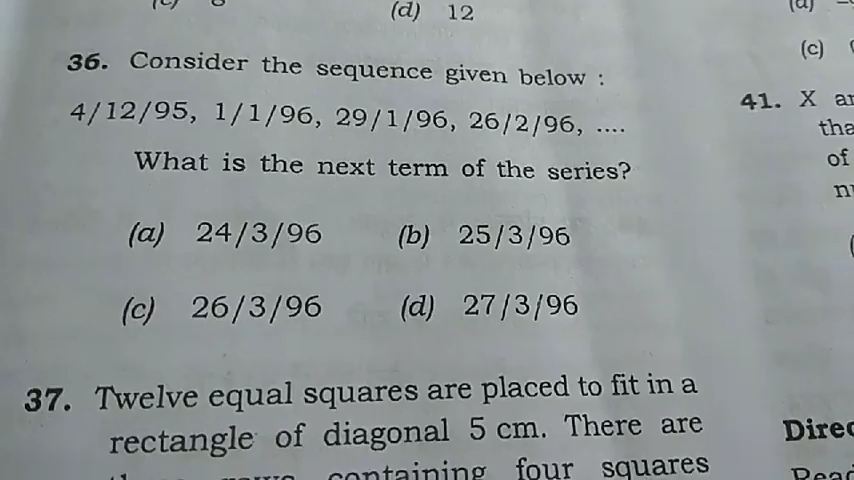 (d) 12
36. Consider the sequence given below :
4/12/95, 1/1/96, 29/1/96, 26/2/96, ....
What is the next term of the series?
(a) 24/3/96 (b) 25/3/96
(c) 26/3/96 (d) 27/3/96
37. Twelve equal squares are placed to fit in a
rectangle of diagonal 5 cm. There are
containing four squares
(c)
41. X
of
Read